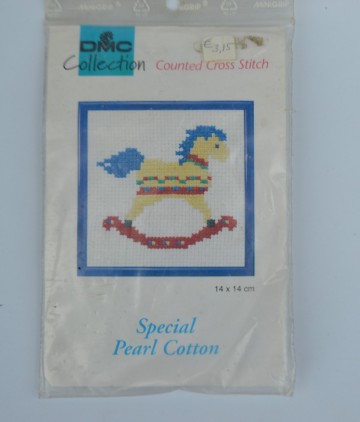 DMC
Collection Counted Cross Stitch
14 x 14 cm
Special
Pearl Cotton